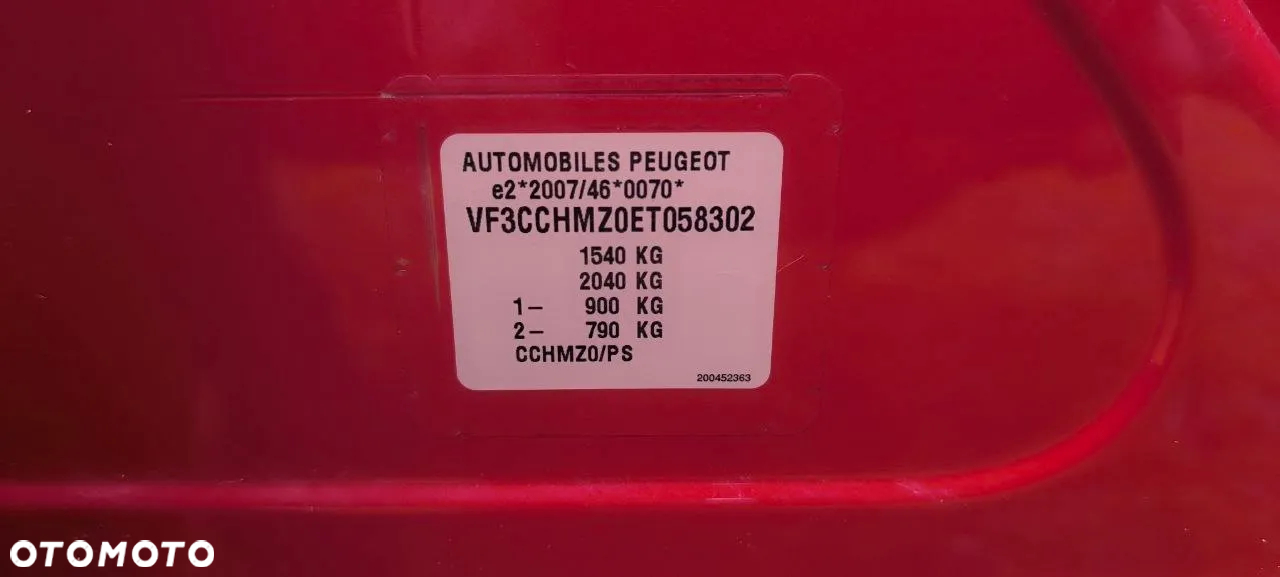 AUTOMOBILES PEUGEOT
e2*2007/46*0070*
VF3CCHMZ0ET058302
1540 KG
2040 KG
1- 900 KG
2- 790 KG
CCHMZ0/PS
200452363
OTOMOTO